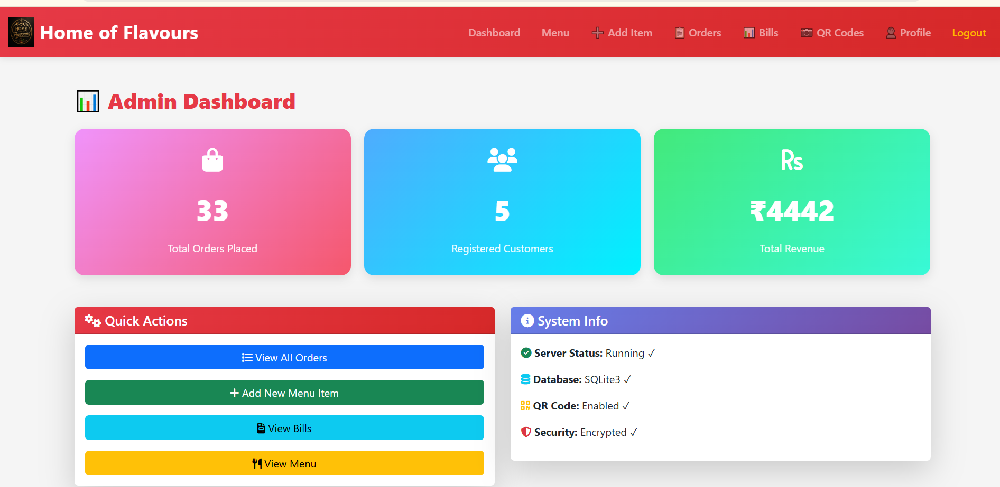 HOME
Flavours
Home of Flavours
Dashboard
Menu
Add Item
Orders
Bills
QR Codes
Profile
Logout
Admin Dashboard
33
Total Orders Placed
5
Registered Customers
Rs
₹4442
Total Revenue
Quick Actions
View All Orders
Add New Menu Item
View Bills
View Menu
System Info
Server Status: Running ✓
Database: SQLite3 ✓
QR Code: Enabled ✓
Security: Encrypted ✓